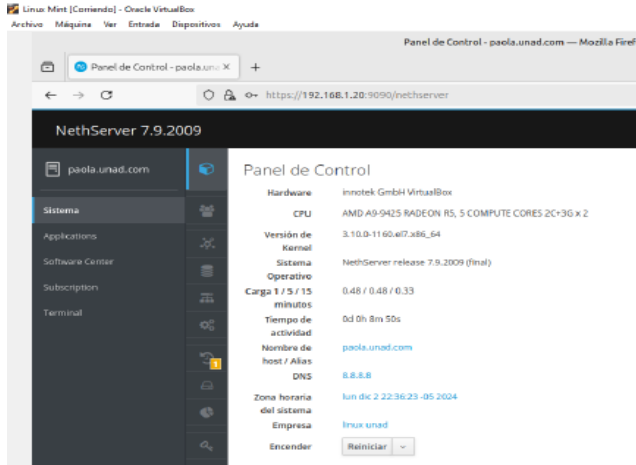 Linux Mint [Corriendo] - Oracle VirtualBox
Archivo Máquina Ver Entrada Dispositivos Ayuda
Panel de Control - paola.unad.com — Mozilla Firef
Panel de Control - paola.una
https://192.168.1.20:9090/nethserver
NethServer 7.9.2009
paola.unad.com
Sistema
Applications
Software Center
Subscription
Terminal
1
Panel de Control
Hardware innotek GmbH VirtualBox
CPU AMD A9-9425 RADEON R5, 5 COMPUTE CORES 2C+3G x 2
Versión de Kernel 3.10.0-1160.el7.x86_64
Sistema Operativo NethServer release 7.9.2009 (final)
Carga 1 / 5 / 15 minutos 0.48 / 0.48 / 0.33
Tiempo de actividad 0d 0h 8m 50s
Nombre de host / Alias paola.unad.com
DNS 8.8.8.8
Zona horaria del sistema lun dic 2 22:36:23 -05 2024
Empresa linux unad
Encender Reiniciar